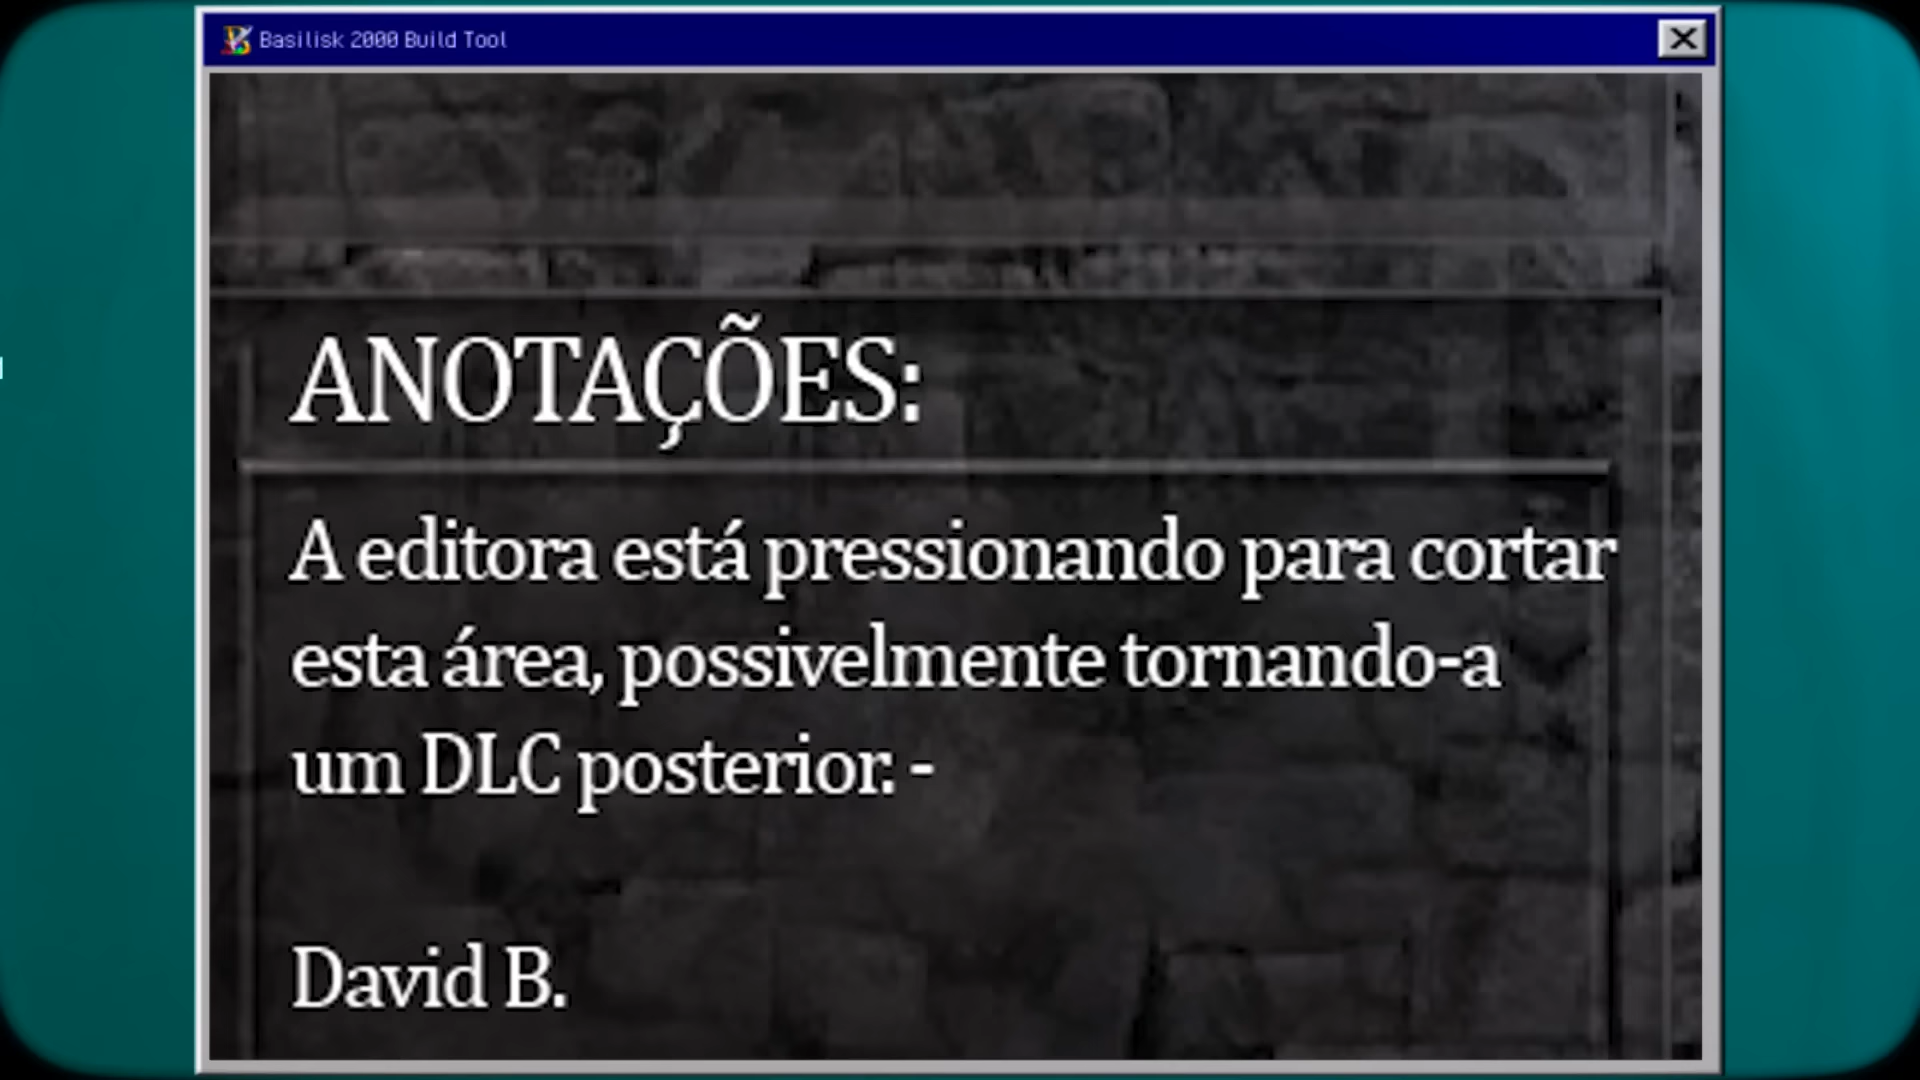 Basilisk 2000 Build Tool
ANOTAÇÕES:
A editora está pressionando para cortar
esta área, possivelmente tornando-a
um DLC posterior. -
David B.